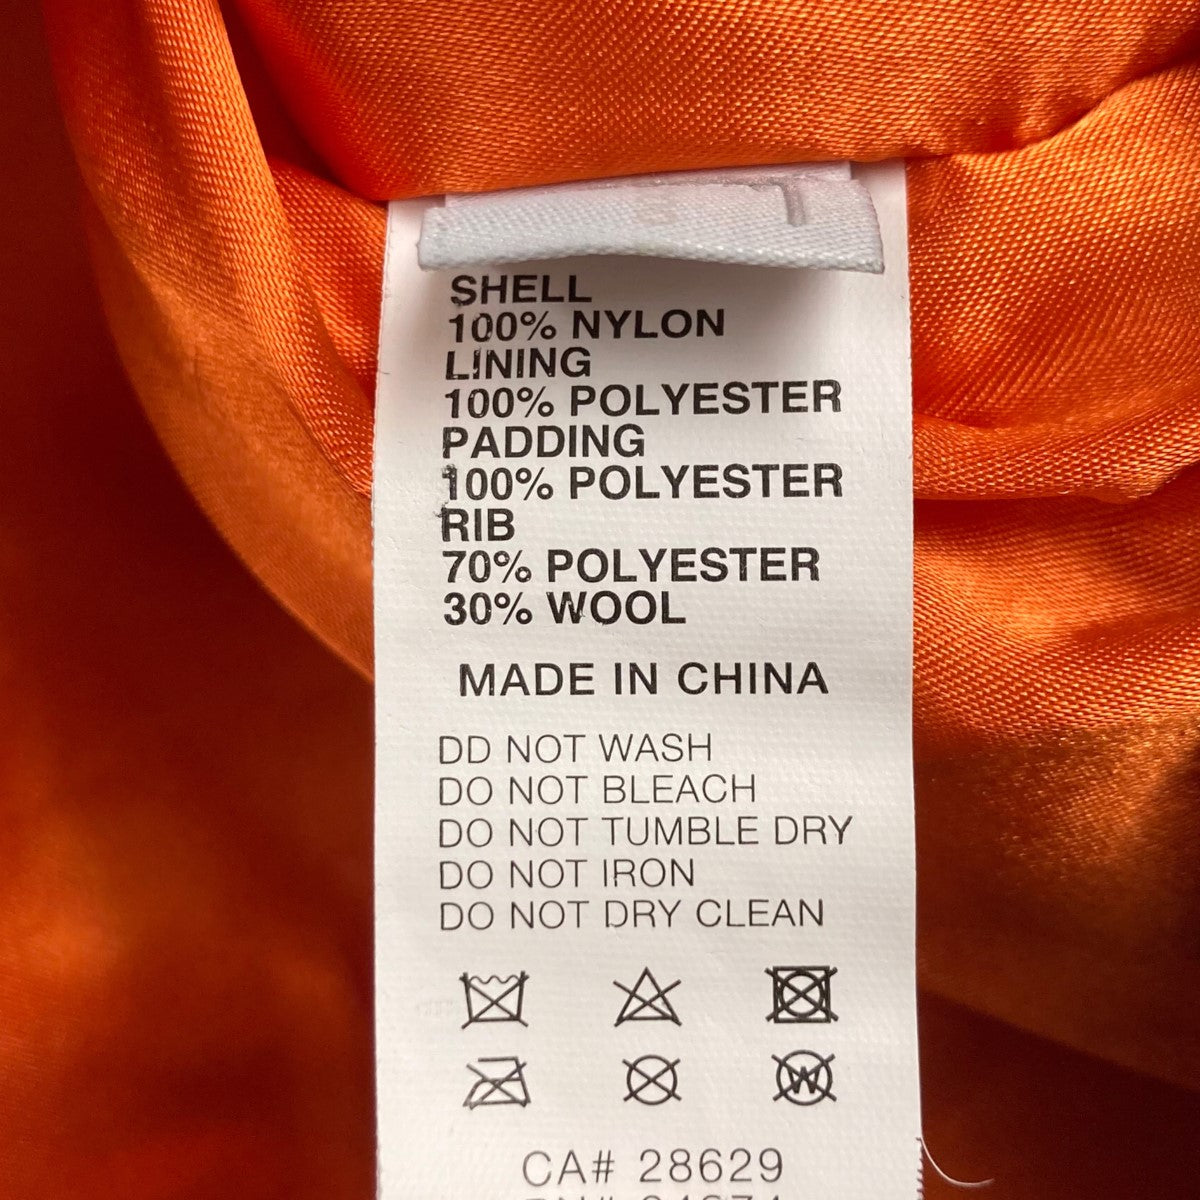 SHELL
100% NYLON
LINING
100% POLYESTER
PADDING
100% POLYESTER
RIB
70% POLYESTER
30% WOOL
MADE IN CHINA
DD NOT WASH
DO NOT BLEACH
DO NOT TUMBLE DRY
DO NOT IRON
DO NOT DRY CLEAN
W
CA# 28629